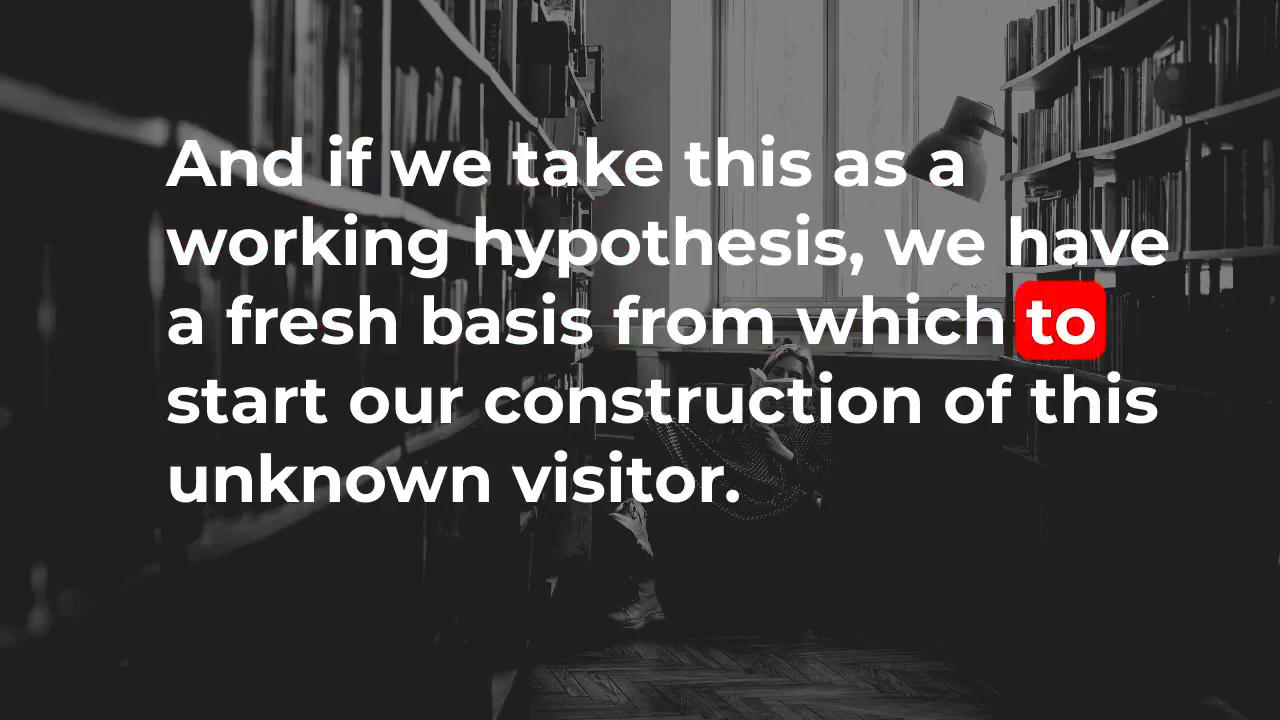 And if we take this as a
working hypothesis, we have
a fresh basis from which to
start our construction of this
unknown visitor.